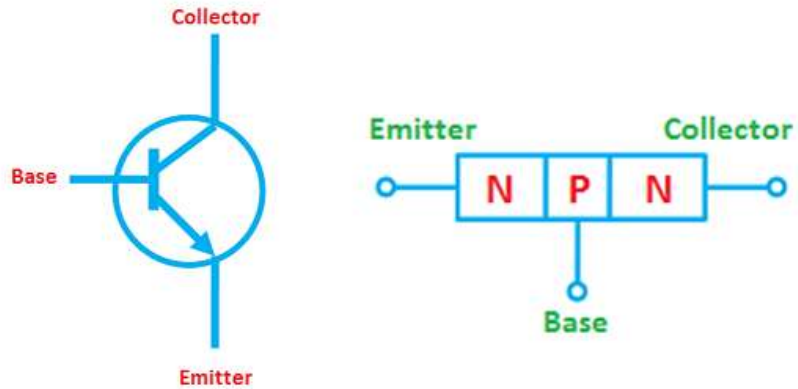 Collector
Base
Emitter
Emitter
Collector
N P N
Base